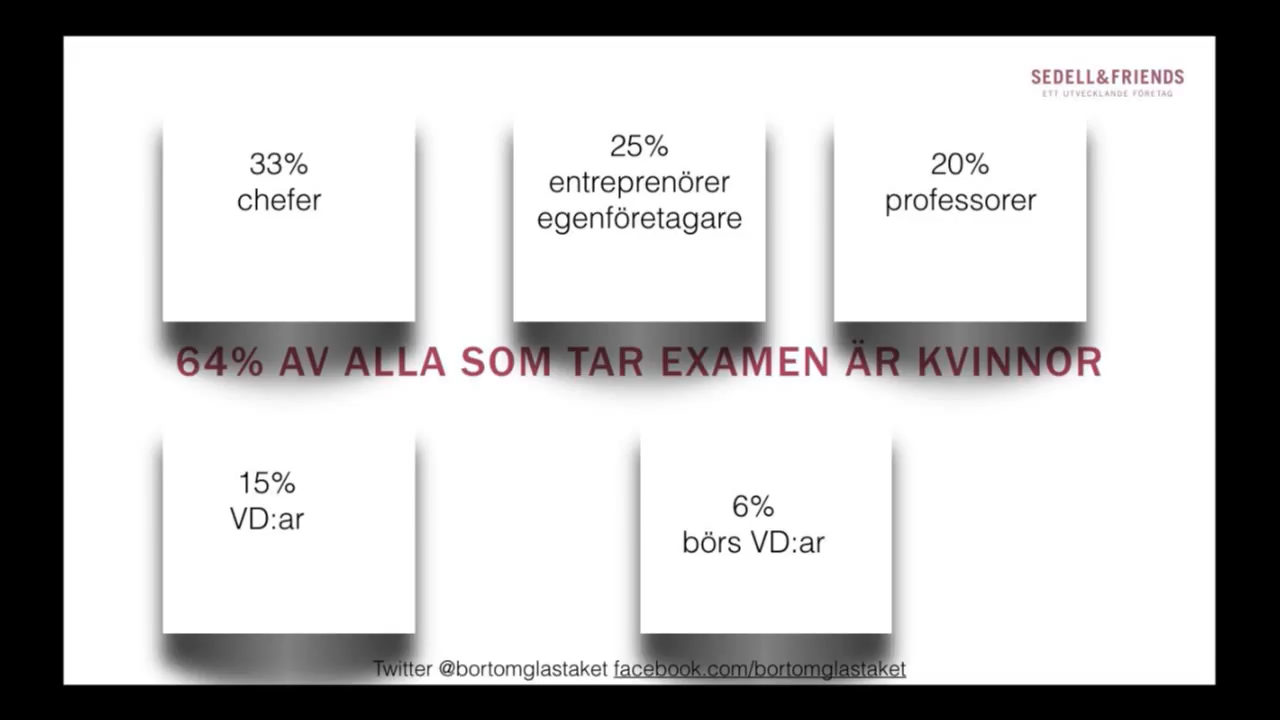 SEDELL&FRIENDS
ETT UTVECKLANDE FÖRETAG
33%
chefer
25%
entreprenörer
egenföretagare
20%
professorer
64% AV ALLA SOM TAR EXAMEN ÄR KVINNOR
15%
VD:ar
6%
börs VD:ar
Twitter @bortomglastaket facebook.com/bortomglastaket